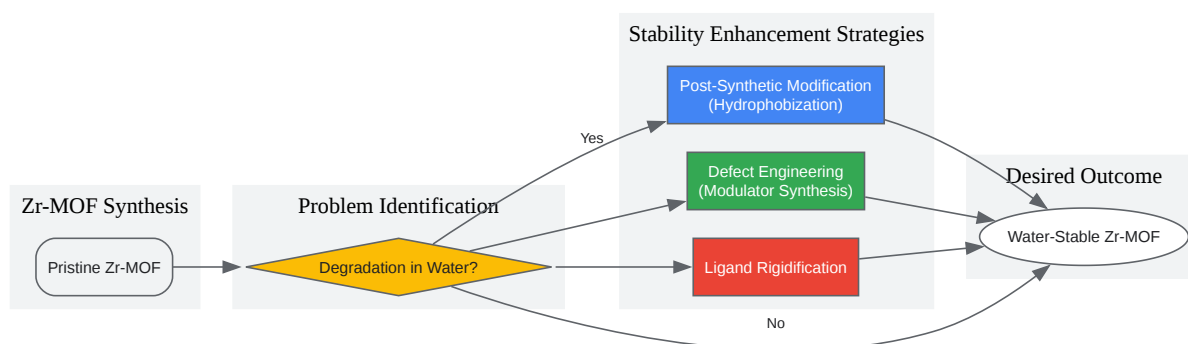 Zr-MOF Synthesis
Pristine Zr-MOF
Problem Identification
Degradation in Water?
Yes
No
Stability Enhancement Strategies
Post-Synthetic Modification
(Hydrophobization)
Defect Engineering
(Modulator Synthesis)
Ligand Rigidification
Desired Outcome
Water-Stable Zr-MOF